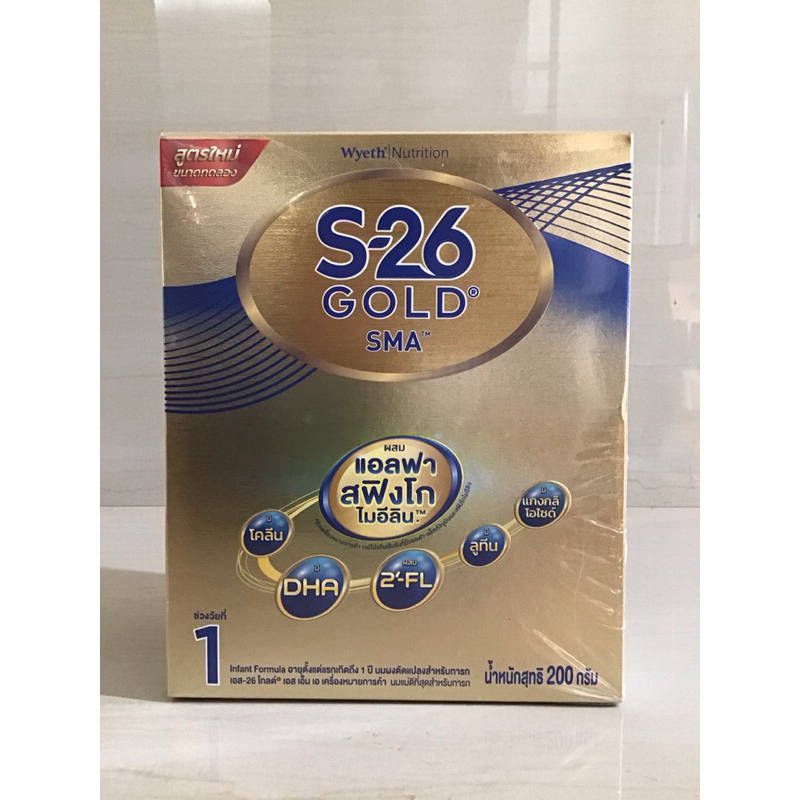 สูตรใหม่
ขนาดทดลอง
Wyeth® Nutrition
S-26
GOLD®
SMA™
ผสม
แอลฟา
สฟิงโก
ไมอีลิน™
มี
โคลีน
มี
DHA
ผสม
2'-FL
มี
ลูทีน
มี
แกงกลิ
โอไซด์
ช่วงวัยที่
1
Infant Formula อายุตั้งแต่แรกเกิดถึง 1 ปี นมผงดัดแปลงสำหรับทารก
เอส-26 โกลด์® เอส เอ็ม เอ เครื่องหมายการค้า นมแม่ดีที่สุดสำหรับทารก
น้ำหนักสุทธิ 200 กรัม